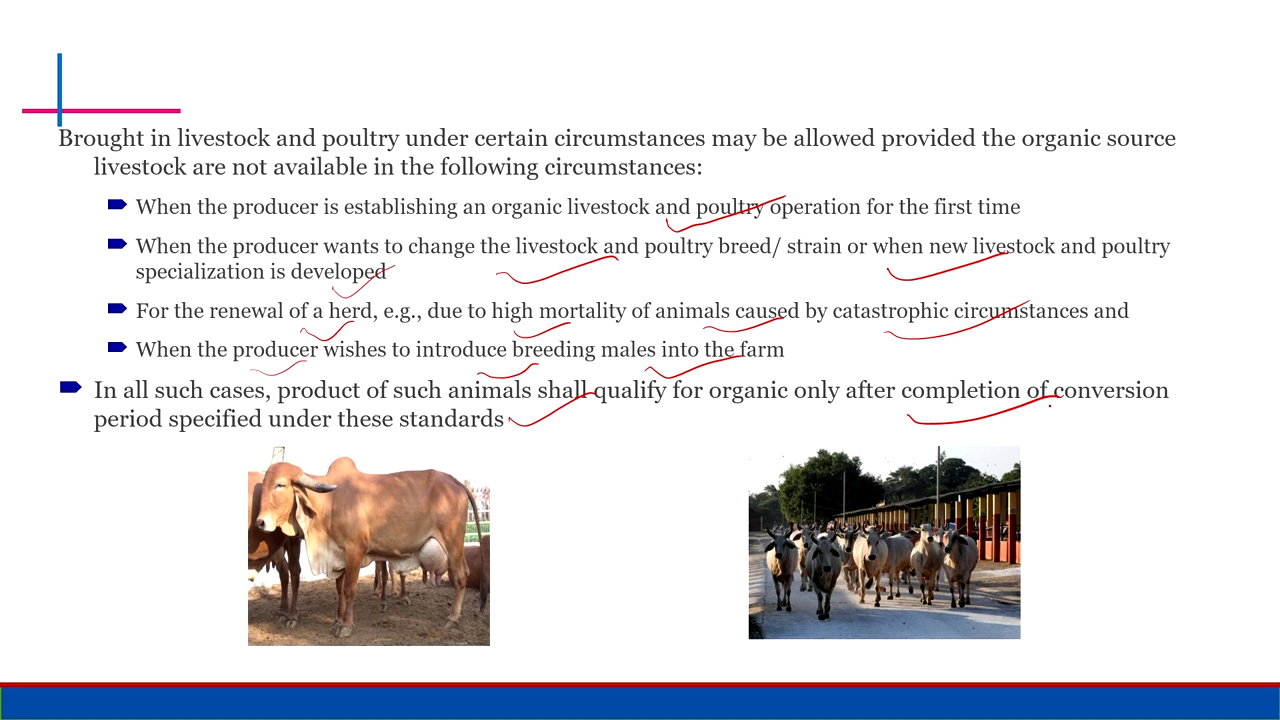 Brought in livestock and poultry under certain circumstances may be allowed provided the organic source
livestock are not available in the following circumstances:
When the producer is establishing an organic livestock and poultry operation for the first time
When the producer wants to change the livestock and poultry breed/ strain or when new livestock and poultry
specialization is developed
For the renewal of a herd, e.g., due to high mortality of animals caused by catastrophic circumstances and
When the producer wishes to introduce breeding males into the farm
In all such cases, product of such animals shall qualify for organic only after completion of conversion
period specified under these standards